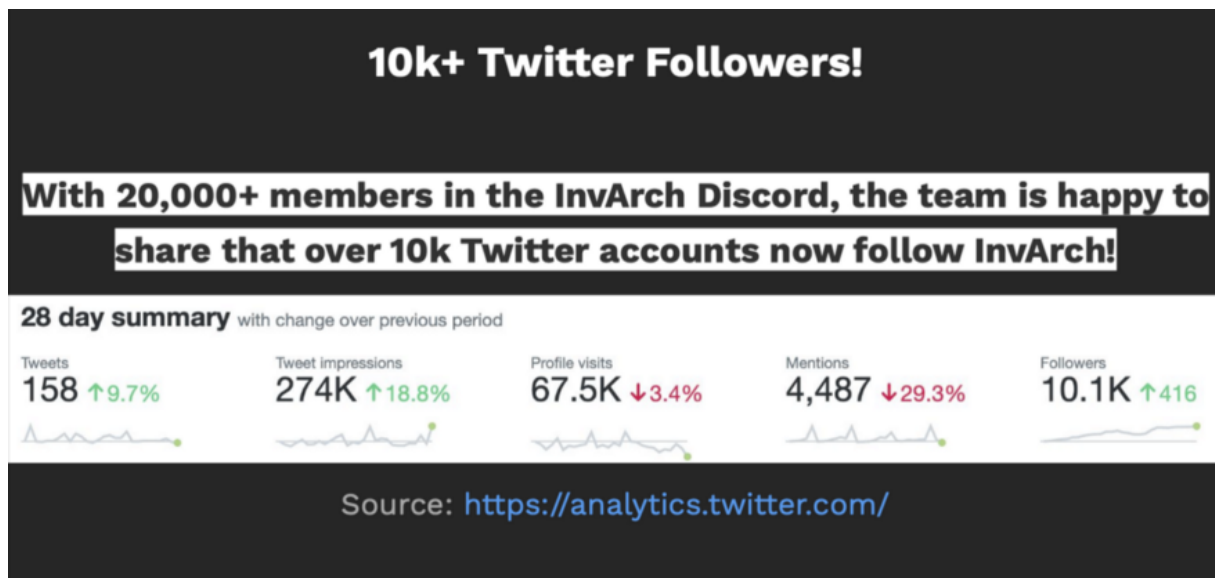 10k+ Twitter Followers!
With 20,000+ members in the InvArch Discord, the team is happy to
share that over 10k Twitter accounts now follow InvArch!
28 day summary with change over previous period
Tweets Tweet impressions Profile visits Mentions Followers
158 ↑9.7% 274K ↑18.8% 67.5K ↓3.4% 4,487 ↓29.3% 10.1K ↑416
Source: https://analytics.twitter.com/